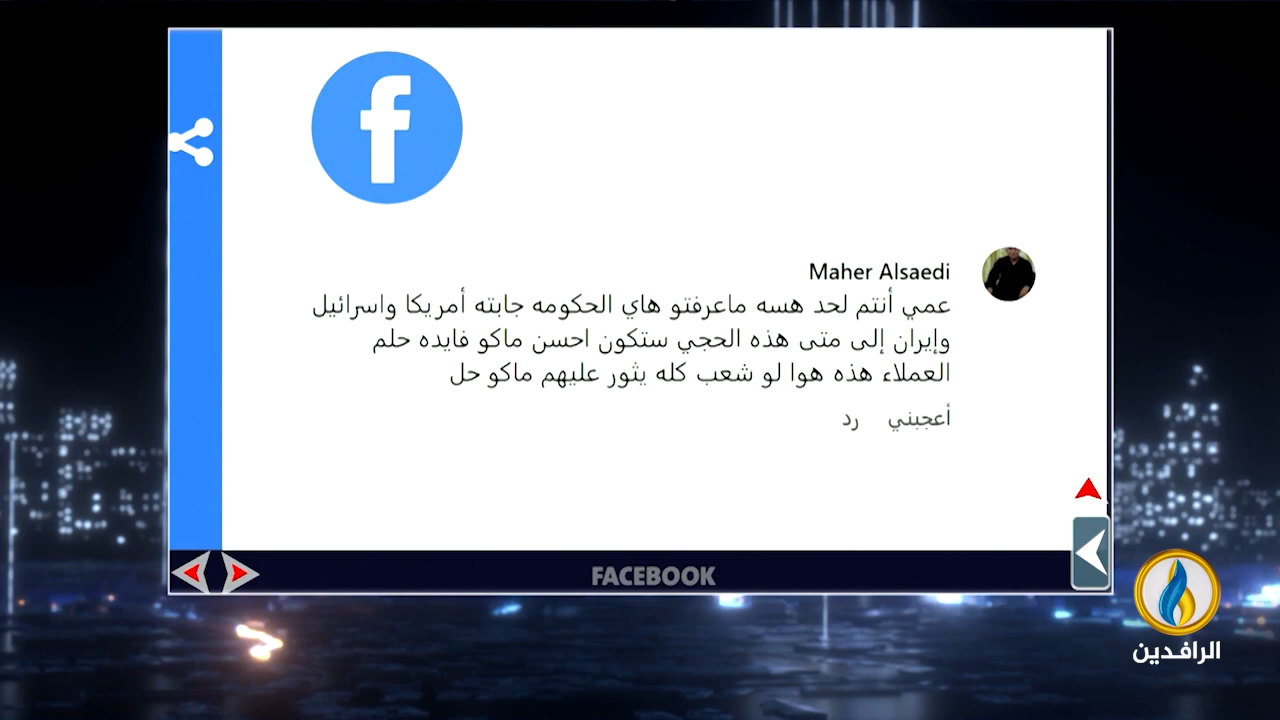 Maher Alsaedi
عمي أنتم لحد هسه ماعرفتو هاي الحكومه جابته أمريكا واسرائيل
وإيران إلى متى هذه الحجي ستكون احسن ماكو فايده حلم
العملاء هذه هوا لو شعب كله يثور عليهم ماكو حل
أعجبني رد
FACEBOOK
الرافدين